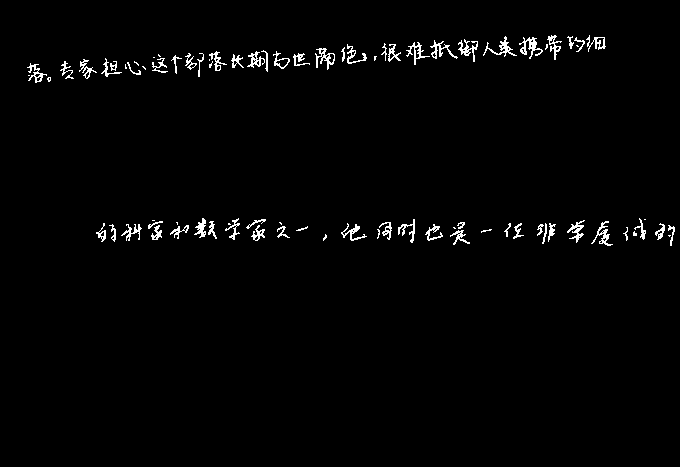 落。专家担心这个部落长期与世隔绝，很难抵御人类携带的细
的科家和数学家之一，他同时也是一位非常虔诚的